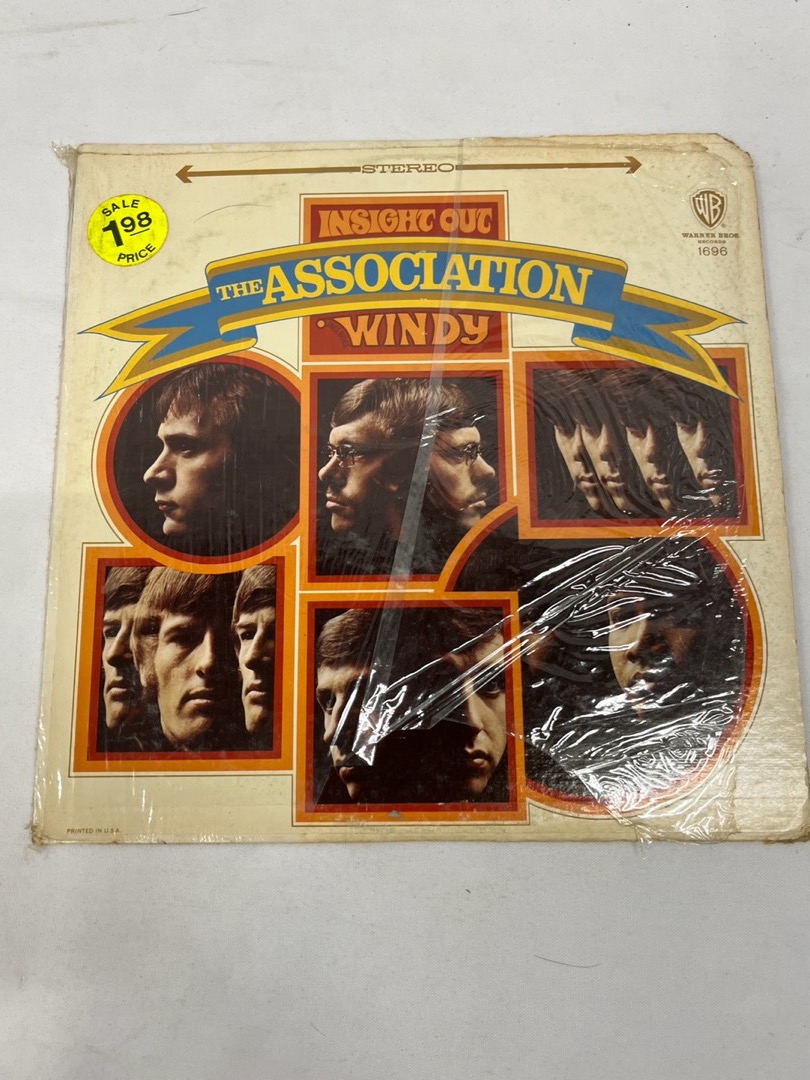 STEREO
SALE
1.98
PRICE
INSIGHT OUT
THE ASSOCIATION
WINDY
WB
WARNER BROS.
RECORDS
1696
PRINTED IN U.S.A.